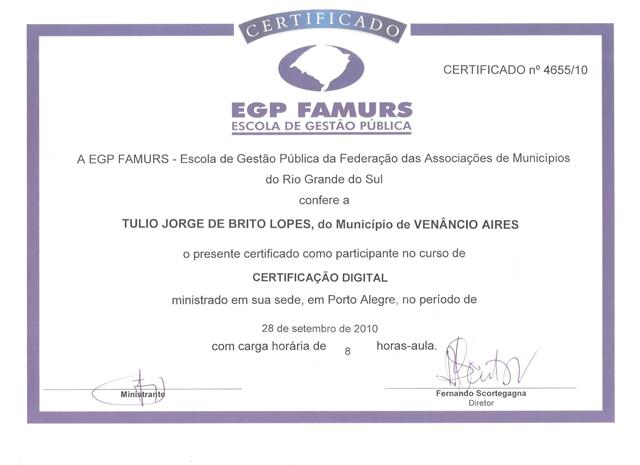 CERTIFICADO
CERTIFICADO nº 4655/10
EGP FAMURS
ESCOLA DE GESTÃO PÚBLICA
A EGP FAMURS - Escola de Gestão Pública da Federação das Associações de Municípios
do Rio Grande do Sul
confere a
TULIO JORGE DE BRITO LOPES, do Município de VENÂNCIO AIRES
o presente certificado como participante no curso de
CERTIFICAÇÃO DIGITAL
ministrado em sua sede, em Porto Alegre, no período de
28 de setembro de 2010
com carga horária de 8 horas-aula.
Ministrante
Fernando Scortegagna
Diretor